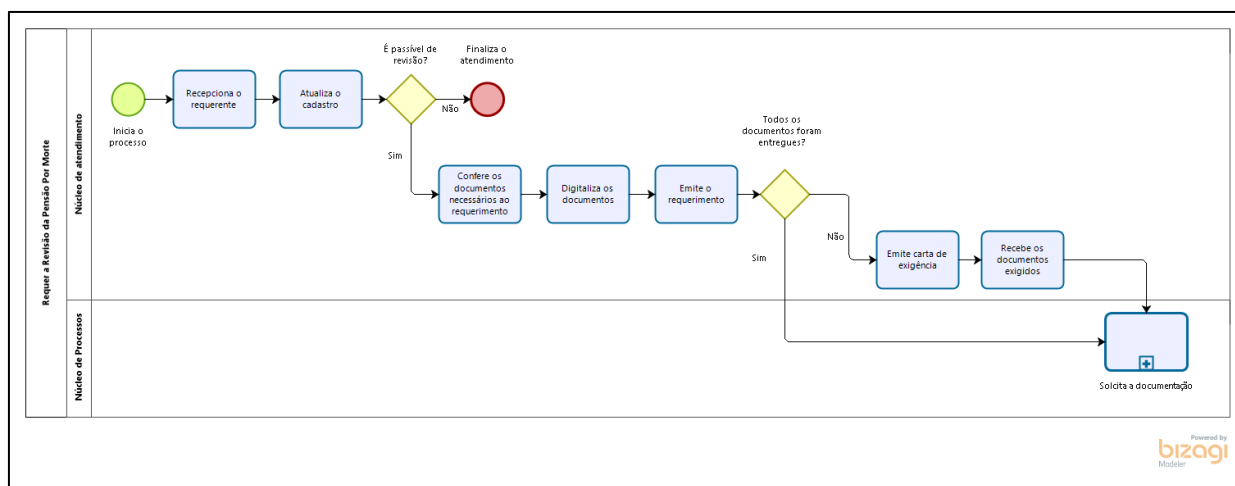 Requer a Revisão da Pensão Por Morte
Núcleo de atendimento
Inicia o
processo
Recepciona o
requerente
Atualiza o
cadastro
É passível de
revisão?
Não
Finaliza o
atendimento
Sim
Confere os
documentos
necessários ao
requerimento
Digitaliza os
documentos
Emite o
requerimento
Todos os
documentos foram
entregues?
Não
Sim
Emite carta de
exigência
Recebe os
documentos
exigidos
Núcleo de Processos
Solcita a documentação
Powered by
bizagi
Modeler